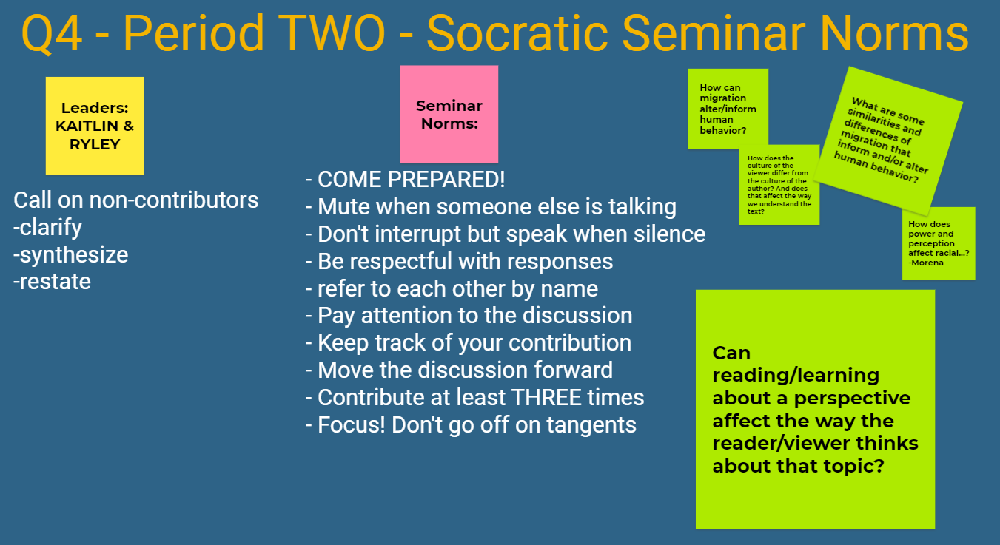 Q4 - Period TWO - Socratic Seminar Norms
Leaders:
KAITLIN &
RYLEY
Call on non-contributors
-clarify
-synthesize
-restate
Seminar
Norms:
- COME PREPARED!
- Mute when someone else is talking
- Don't interrupt but speak when silence
- Be respectful with responses
- refer to each other by name
- Pay attention to the discussion
- Keep track of your contribution
- Move the discussion forward
- Contribute at least THREE times
- Focus! Don't go off on tangents
How can
migration
alter/inform
human
behavior?
How does the
culture of the
viewer differ from
the culture of the
author? And does
that affect the way
we understand the
text?
What are some
similarities and
differences of
migration that
inform and/or alter
human behavior?
How does
power and
perception
affect racial...?
-Morena
Can
reading/learning
about a perspective
affect the way the
reader/viewer thinks
about that topic?